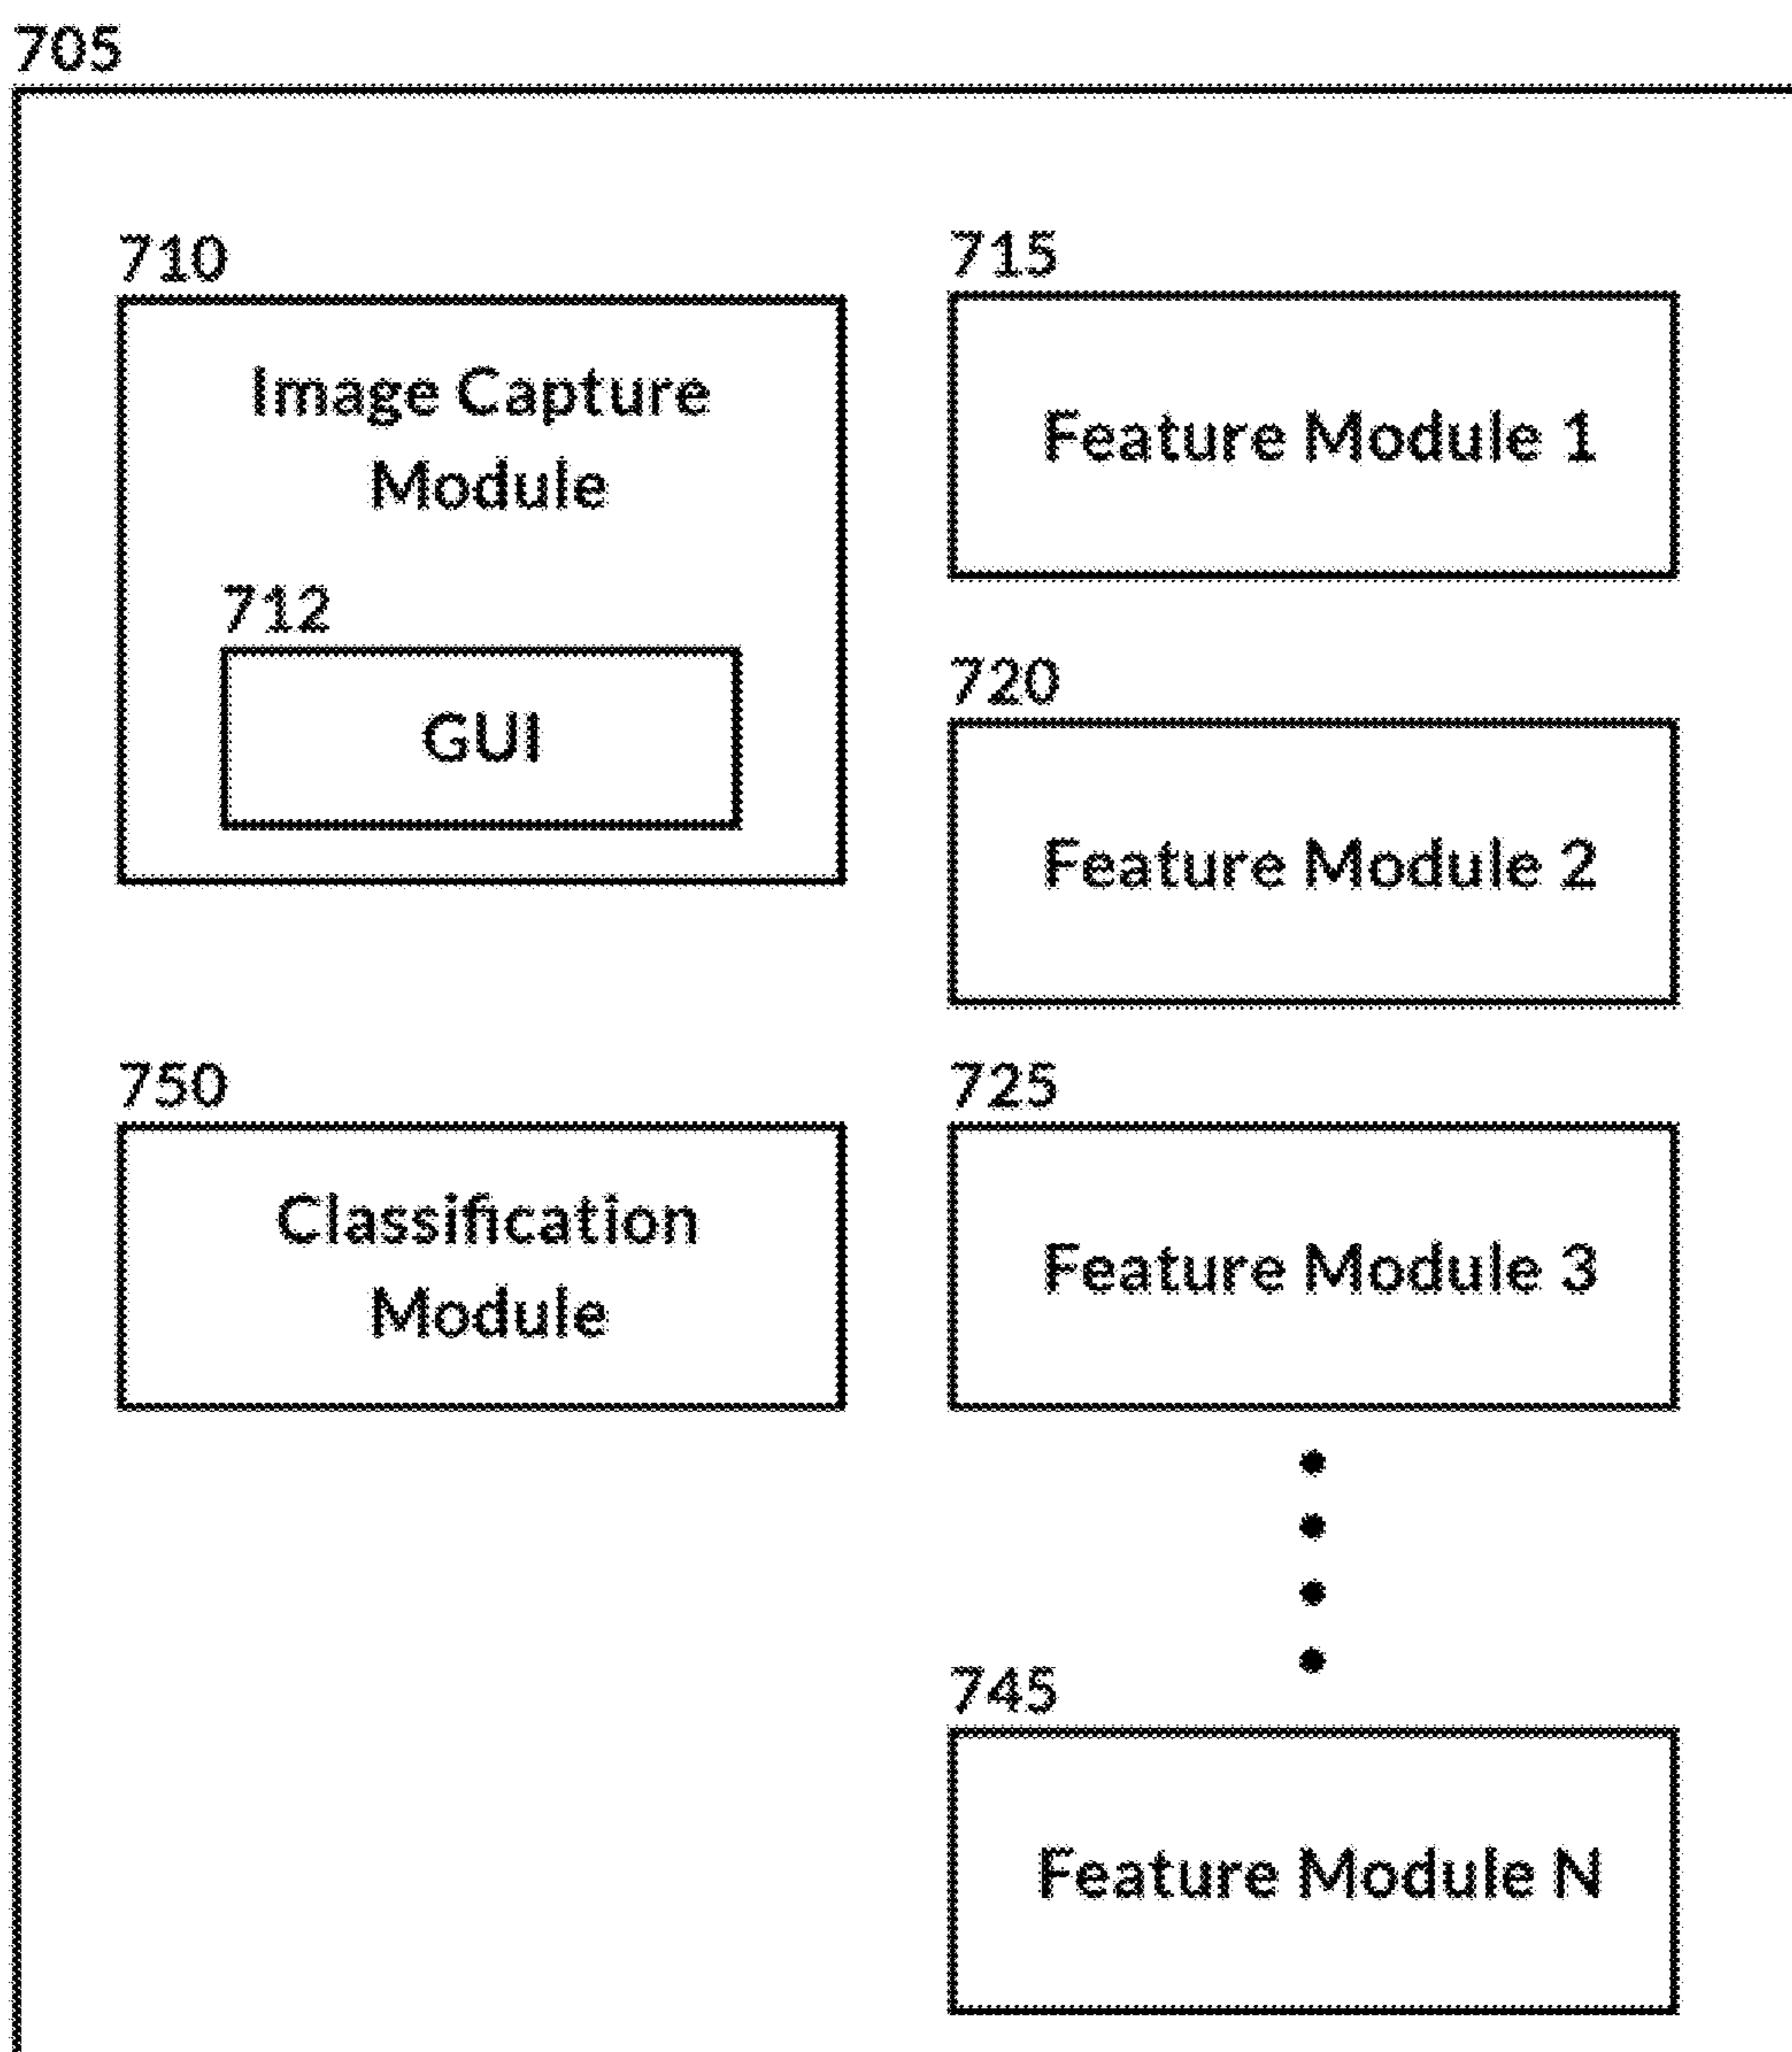 705
710
Image Capture
Module
712
GUI
750
Classification
Module
715
Feature Module 1
720
Feature Module 2
725
Feature Module 3
745
Feature Module N